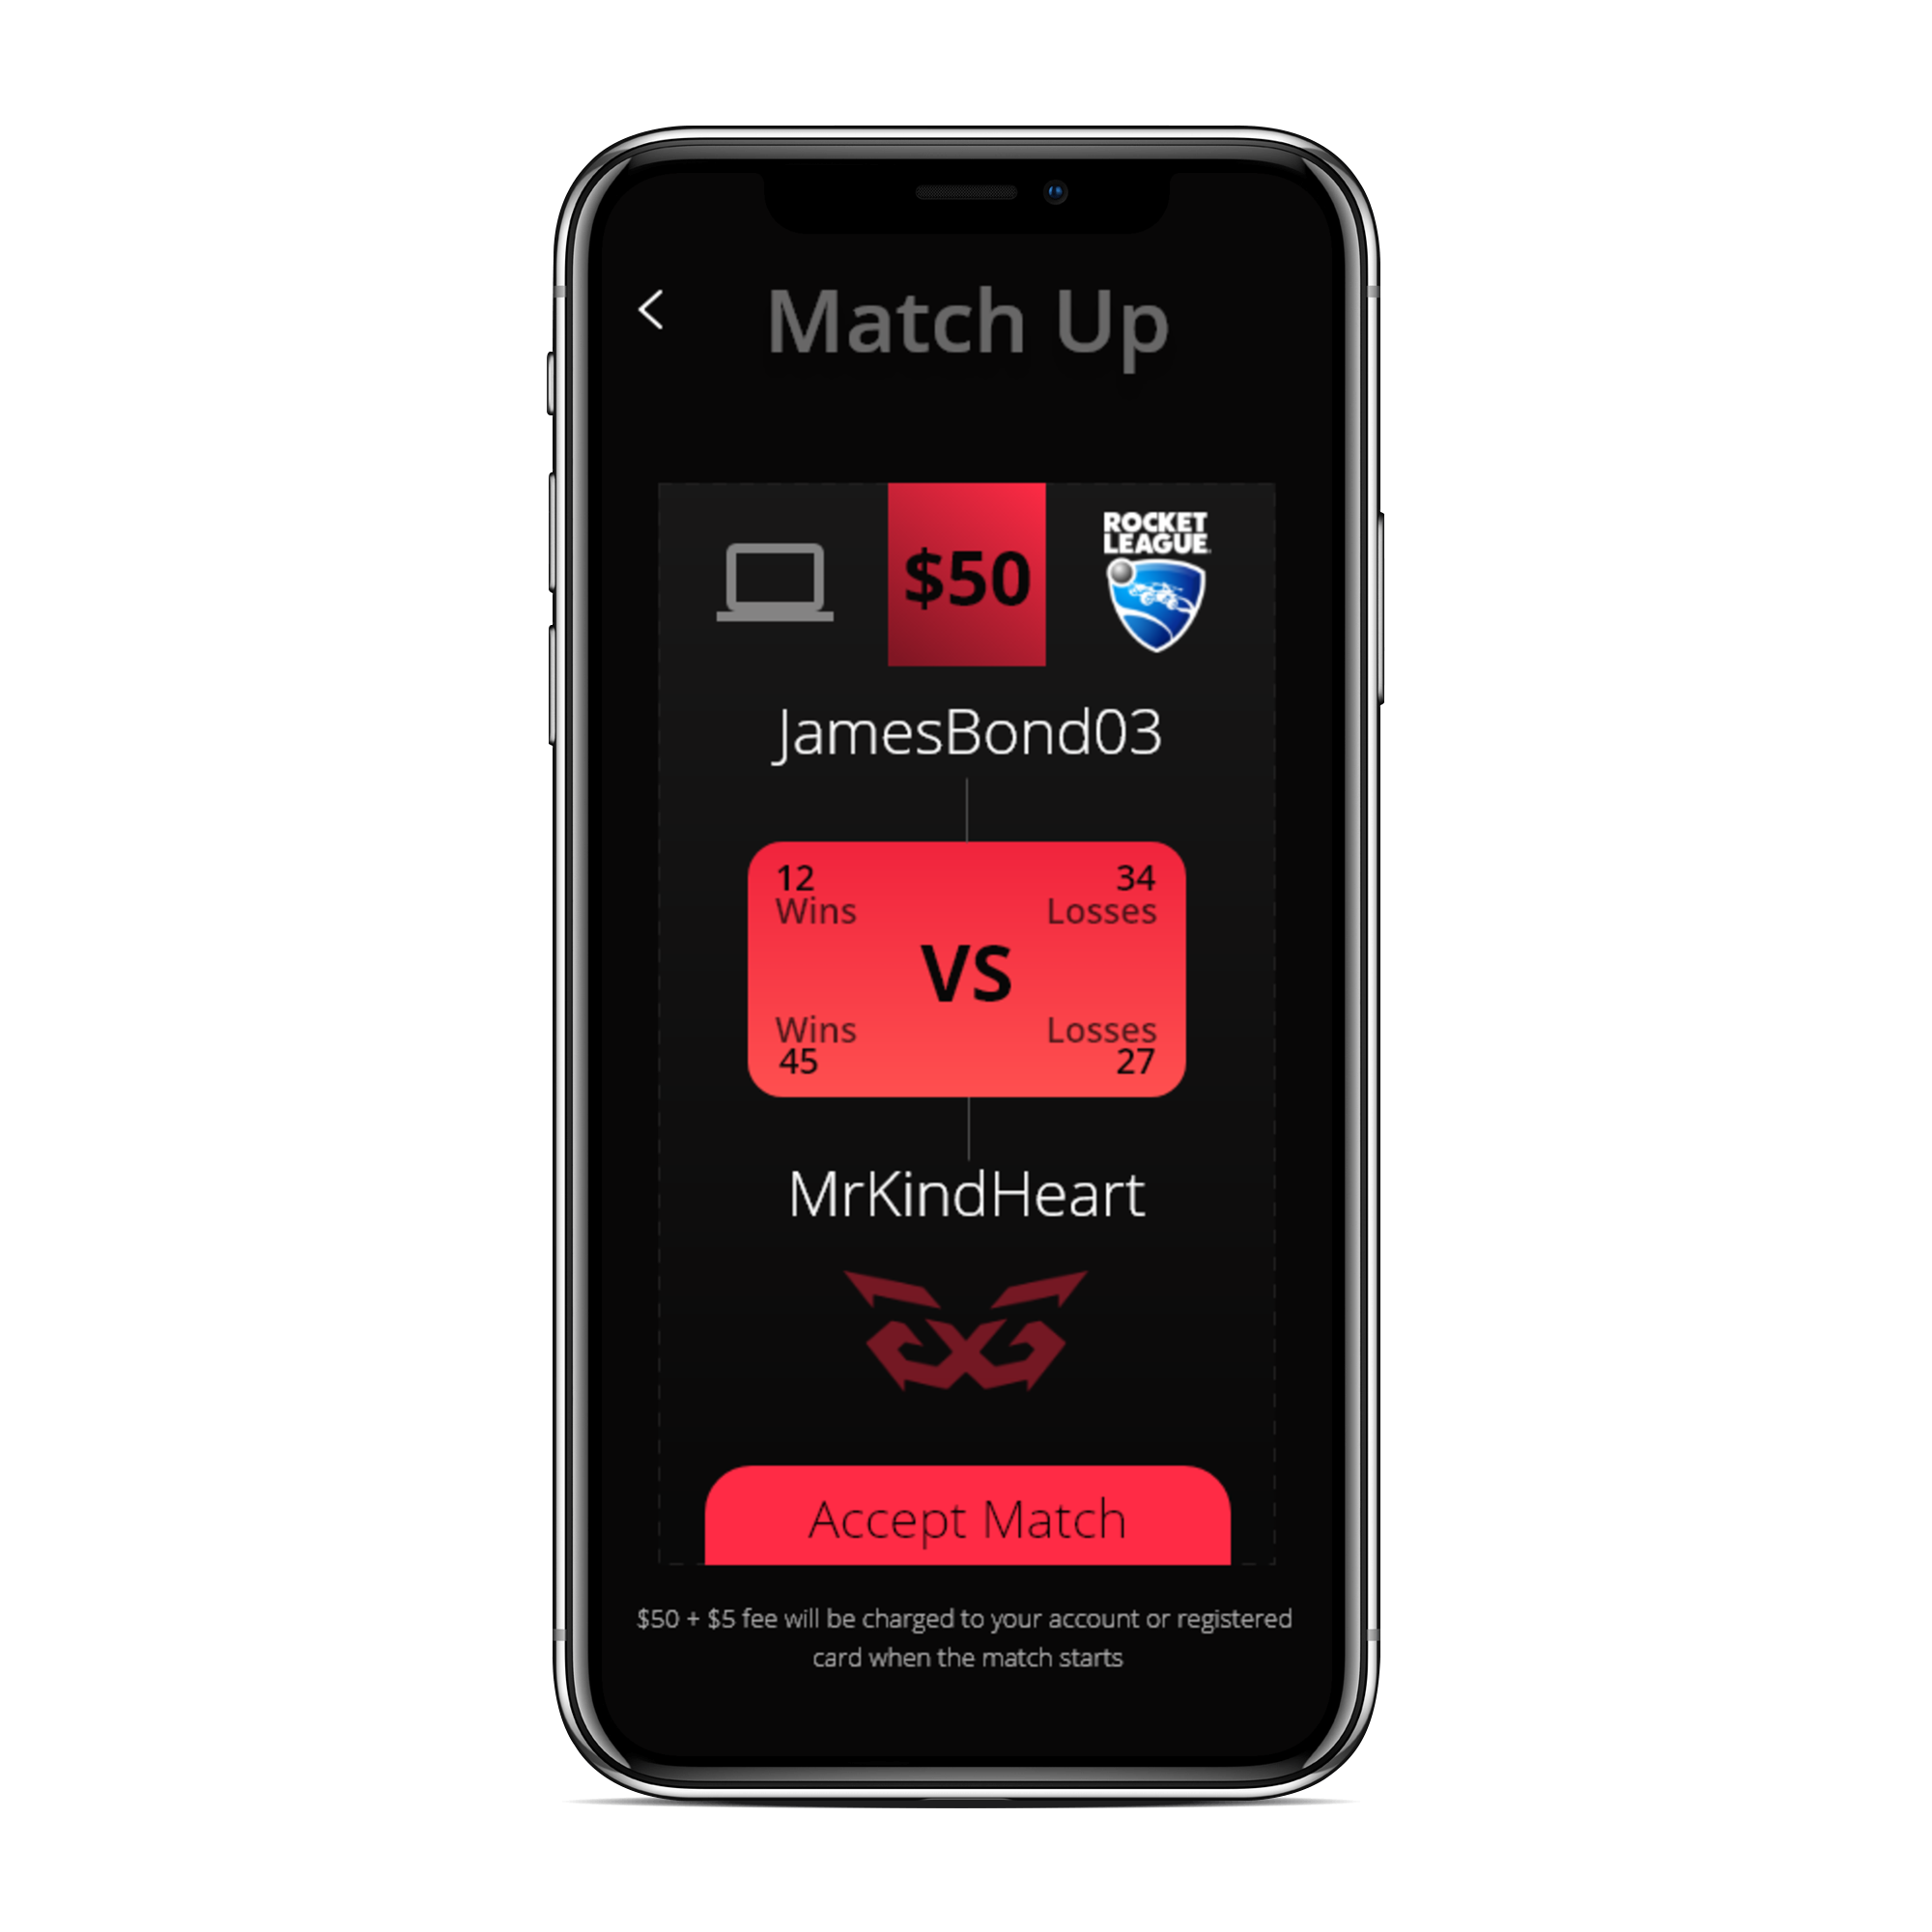 Match Up
$50
ROCKET
LEAGUE
JamesBond03
12 34
Wins Losses
VS
Wins Losses
45 27
MrKindHeart
Accept Match
$50 + $5 fee will be charged to your account or registered
card when the match starts